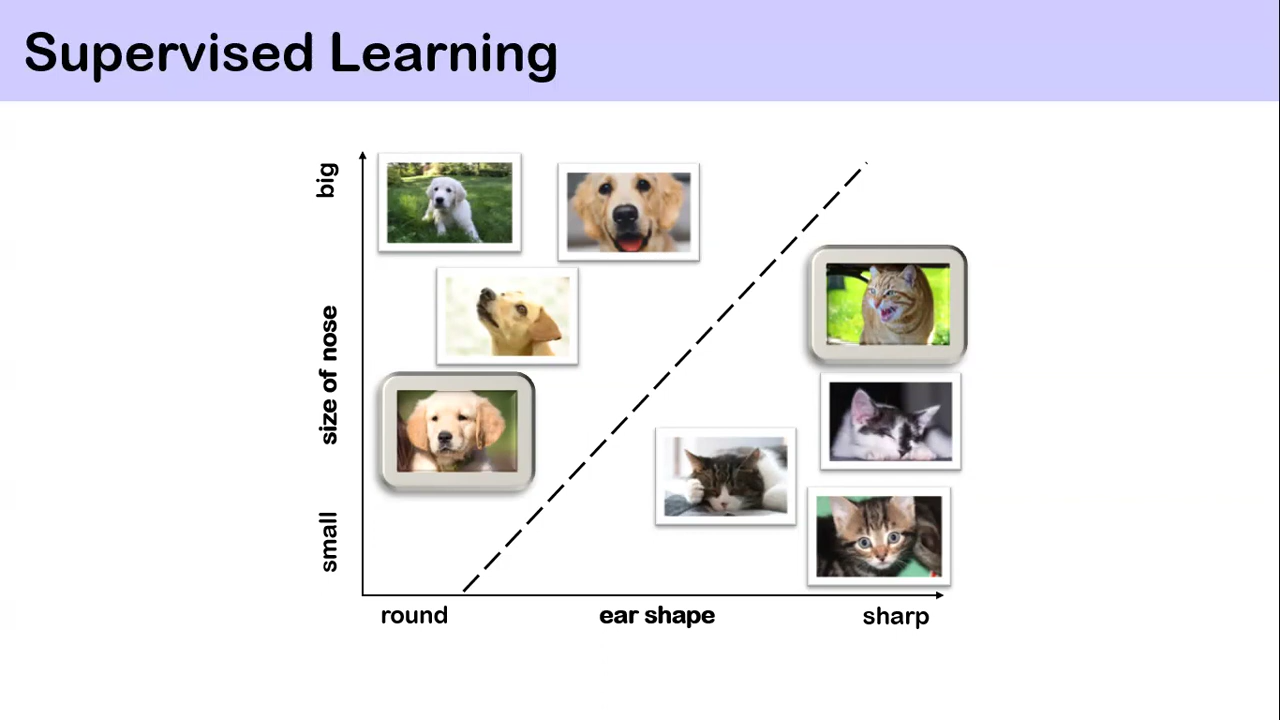 Supervised Learning
big
size of nose
small
round
ear shape
sharp